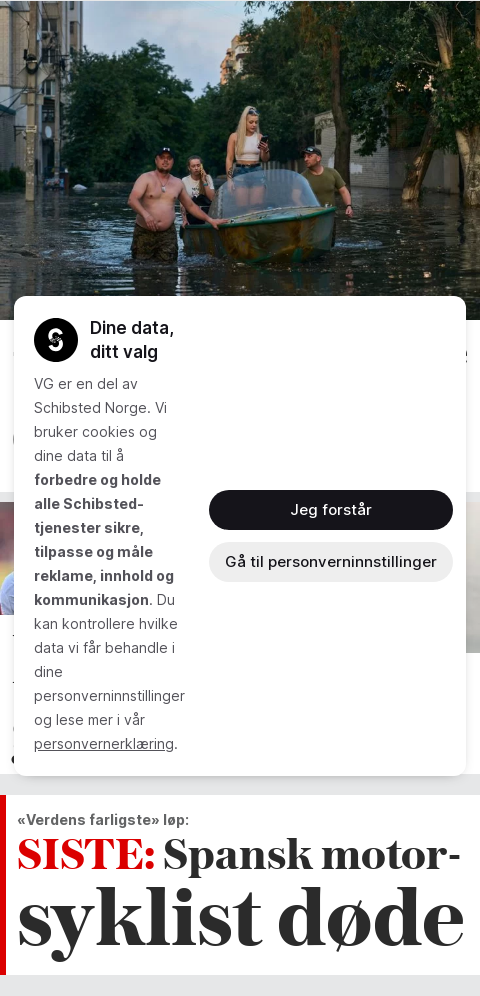 Dine data,
ditt valg
VG er en del av
Schibsted Norge. Vi
bruker cookies og
dine data til å
forbedre og holde
alle Schibsted-
tjenester sikre,
tilpasse og måle
reklame, innhold og
kommunikasjon. Du
kan kontrollere hvilke
data vi får behandle i
dine
personverninnstillinger
og lese mer i vår
personvernerklæring.
Jeg forstår
Gå til personverninnstillinger
«Verdens farligste» løp:
SISTE: Spansk motor-
syklist døde